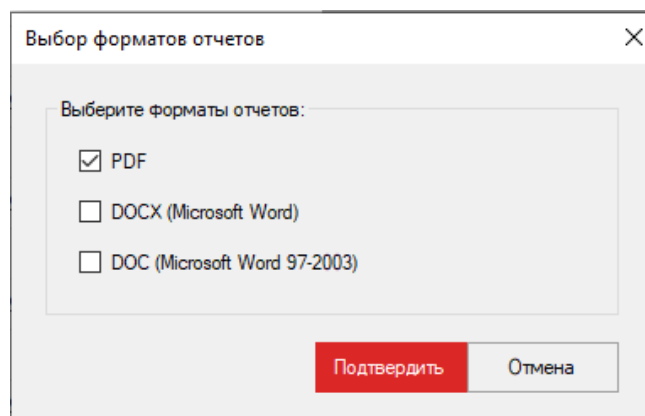 Выбор форматов отчетов
Выберите форматы отчетов:
PDF
DOCX (Microsoft Word)
DOC (Microsoft Word 97-2003)
Подтвердить
Отмена